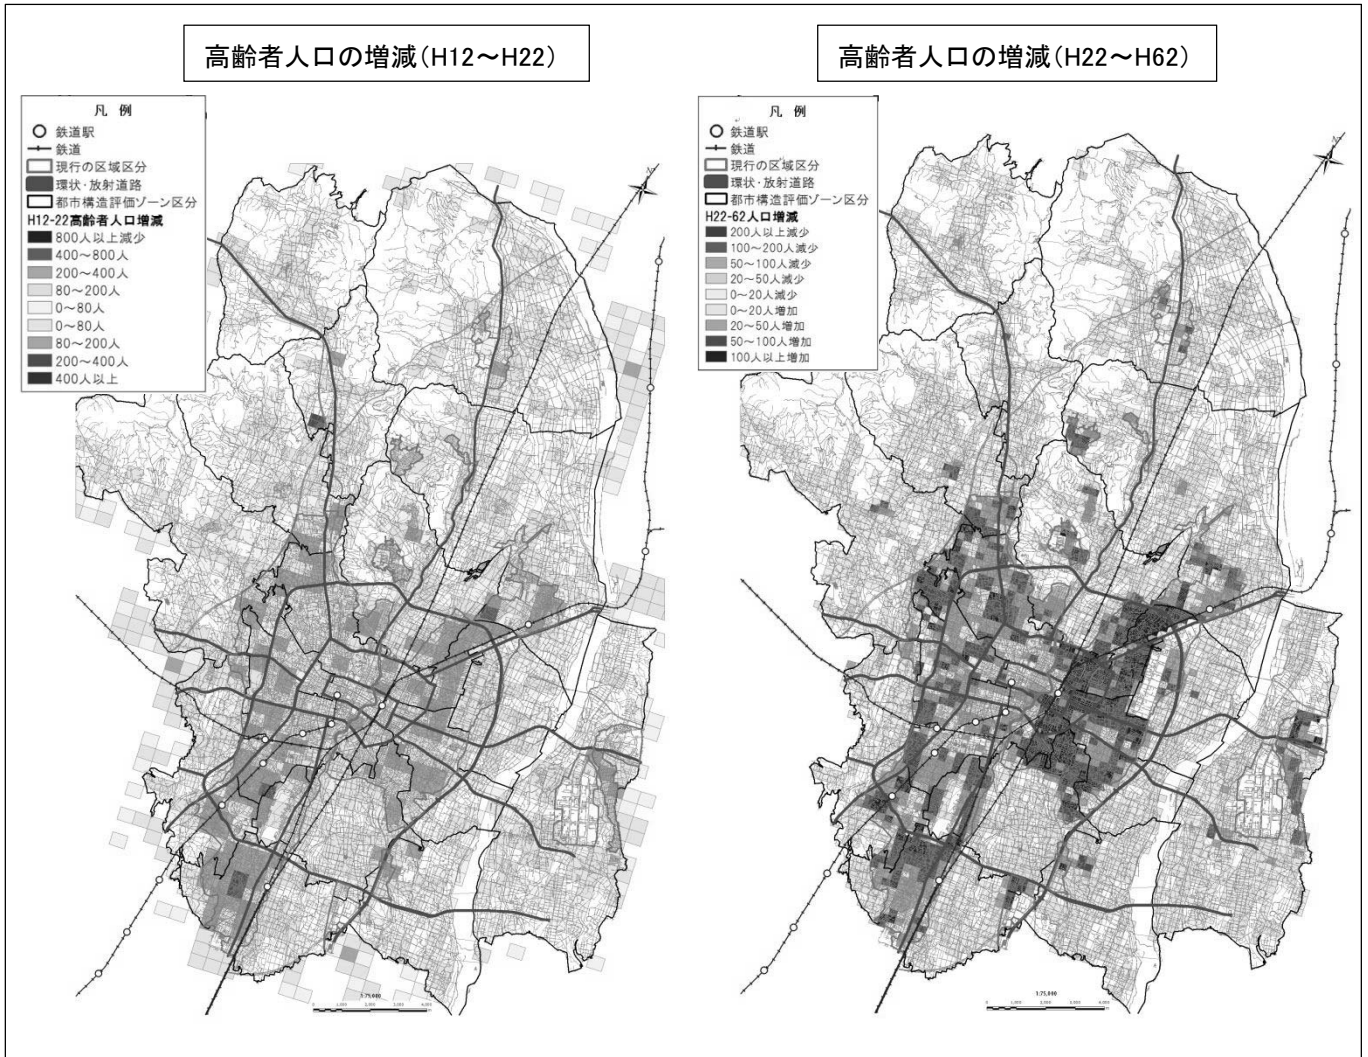 高齢者人口の増減(H12～H22)
凡 例
鉄道駅
鉄道
現行の区域区分
環状・放射道路
都市構造評価ゾーン区分
H12-22高齢者人口増減
800人以上減少
400～800人
200～400人
80～200人
0～80人
0～80人
80～200人
200～400人
400人以上
1:75,000
高齢者人口の増減(H22～H62)
凡 例
鉄道駅
鉄道
現行の区域区分
環状・放射道路
都市構造評価ゾーン区分
H22-62人口増減
200人以上減少
100～200人減少
50～100人減少
20～50人減少
0～20人減少
0～20人増加
20～50人増加
50～100人増加
100人以上増加
1:75,000